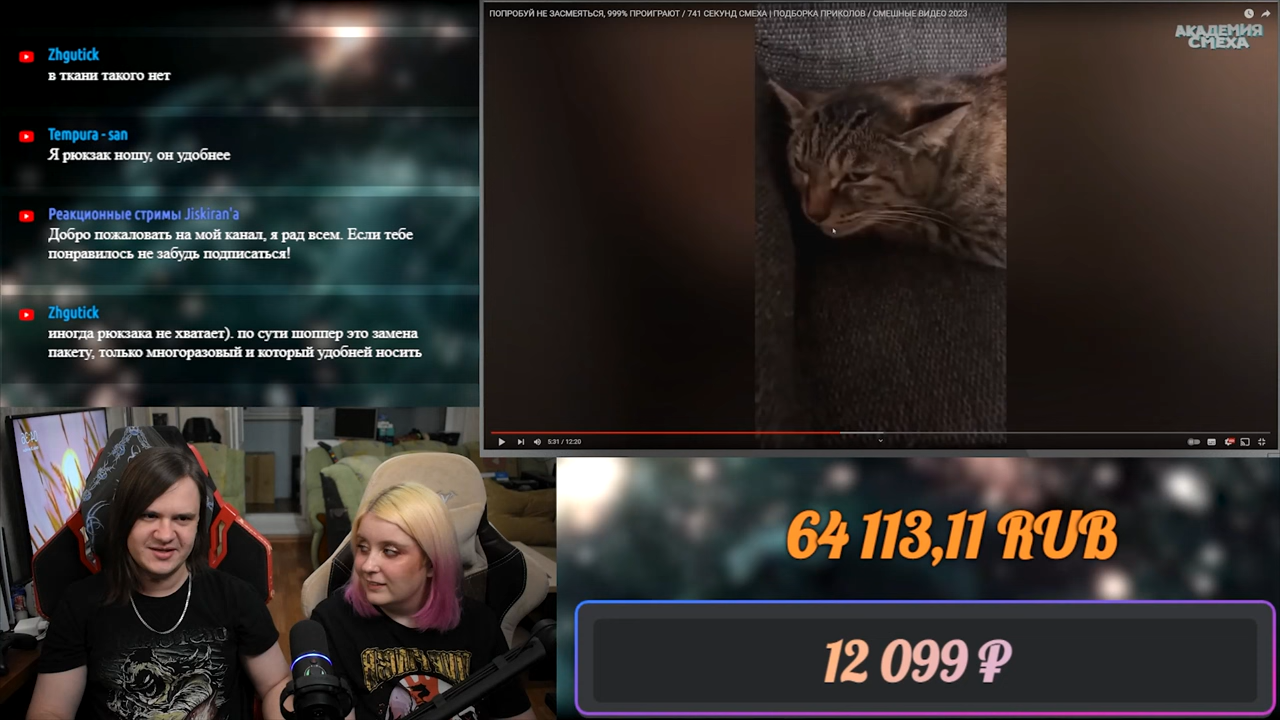 Zhgutick
в ткани такого нет
Tempura - san
Я рюкзак ношу, он удобнее
Реакционные стримы Jiskiran'a
Добро пожаловать на мой канал, я рад всем. Если тебе
понравилось не забудь подписаться!
Zhgutick
иногда рюкзака не хватает). по сути шоппер это замена
пакету, только многоразовый и который удобней носить
ПОПРОБУЙ НЕ ЗАСМЕЯТЬСЯ, 999% ПРОИГРАЮТ / 741 СЕКУНД СМЕХА | ПОДБОРКА ПРИКОЛОВ / СМЕШНЫЕ ВИДЕО 2023
АКАДЕМИЯ
СМЕХА
5:31 / 12:20
64 113,11 RUB
12 099 ₽